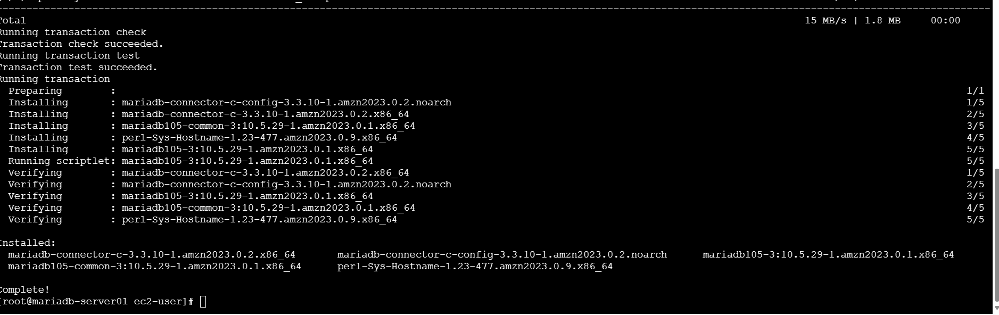 Total 15 MB/s | 1.8 MB 00:00
Running transaction check
Transaction check succeeded.
Running transaction test
Transaction test succeeded.
Running transaction
Preparing : 1/1
Installing : mariadb-connector-c-config-3.3.10-1.amzn2023.0.2.noarch 1/5
Installing : mariadb-connector-c-3.3.10-1.amzn2023.0.2.x86_64 2/5
Installing : mariadb105-common-3:10.5.29-1.amzn2023.0.1.x86_64 3/5
Installing : perl-Sys-Hostname-1.23-477.amzn2023.0.9.x86_64 4/5
Installing : mariadb105-3:10.5.29-1.amzn2023.0.1.x86_64 5/5
Running scriptlet: mariadb105-3:10.5.29-1.amzn2023.0.1.x86_64 5/5
Verifying : mariadb-connector-c-3.3.10-1.amzn2023.0.2.x86_64 1/5
Verifying : mariadb-connector-c-config-3.3.10-1.amzn2023.0.2.noarch 2/5
Verifying : mariadb105-3:10.5.29-1.amzn2023.0.1.x86_64 3/5
Verifying : mariadb105-common-3:10.5.29-1.amzn2023.0.1.x86_64 4/5
Verifying : perl-Sys-Hostname-1.23-477.amzn2023.0.9.x86_64 5/5
Installed:
mariadb-connector-c-3.3.10-1.amzn2023.0.2.x86_64 mariadb-connector-c-config-3.3.10-1.amzn2023.0.2.noarch mariadb105-3:10.5.29-1.amzn2023.0.1.x86_64
mariadb105-common-3:10.5.29-1.amzn2023.0.1.x86_64 perl-Sys-Hostname-1.23-477.amzn2023.0.9.x86_64
Complete!
[root@mariadb-server01 ec2-user]#